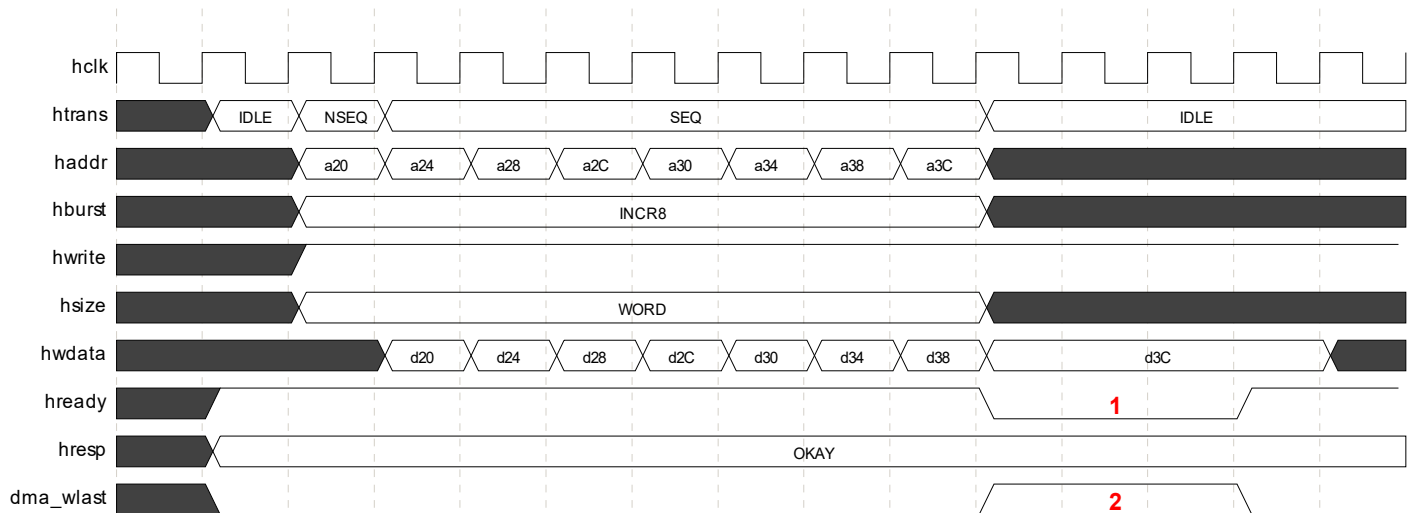 hclk
htrans IDLE NSEQ SEQ IDLE
haddr a20 a24 a28 a2C a30 a34 a38 a3C
hburst INCR8
hwrite
hsize WORD
hwdata d20 d24 d28 d2C d30 d34 d38 d3C
hready 1
hresp OKAY
dma_wlast 2